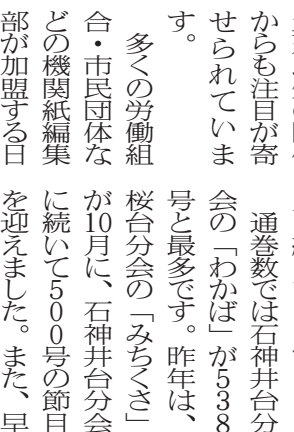 からも注目が寄
せられていま
す。
　多くの労働組
合・市民団体な
どの機関紙編集
部が加盟する日
　通巻数では石神井台分
会の「わかば」が538
号と最多です。昨年は、
桜台分会の「みちくさ」
が10月に、石神井台分会
に続いて500号の節目
を迎えました。また、早